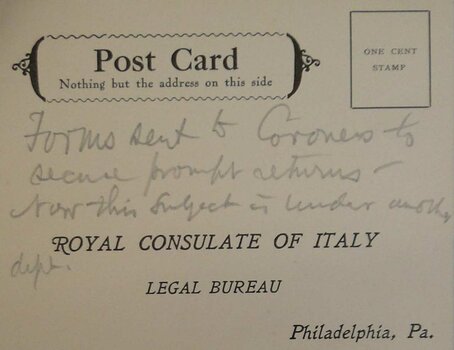 Post Card
Nothing but the address on this side
ONE CENT
STAMP
Forms sent to Coroners to
secure prompt returns -
Now this subject is under another
dept.
ROYAL CONSULATE OF ITALY
LEGAL BUREAU
Philadelphia, Pa.